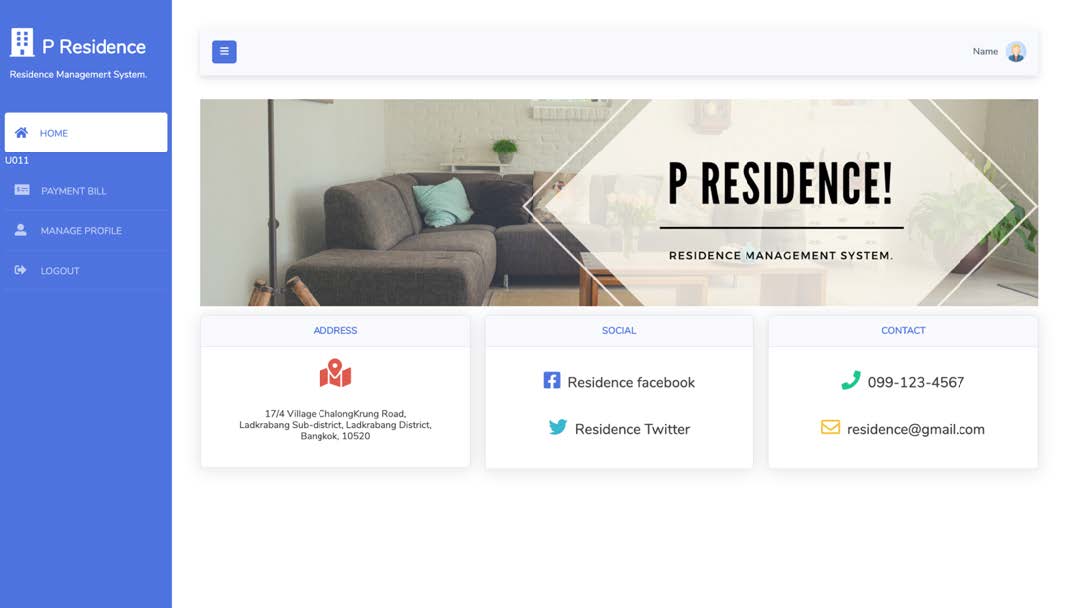 P Residence
Residence Management System.
HOME
U011
PAYMENT BILL
MANAGE PROFILE
LOGOUT
Name
P RESIDENCE!
RESIDENCE MANAGEMENT SYSTEM.
ADDRESS
17/4 Village ChalongKrung Road,
Ladkrabang Sub-district, Ladkrabang District,
Bangkok, 10520
SOCIAL
Residence facebook
Residence Twitter
CONTACT
099-123-4567
residence@gmail.com